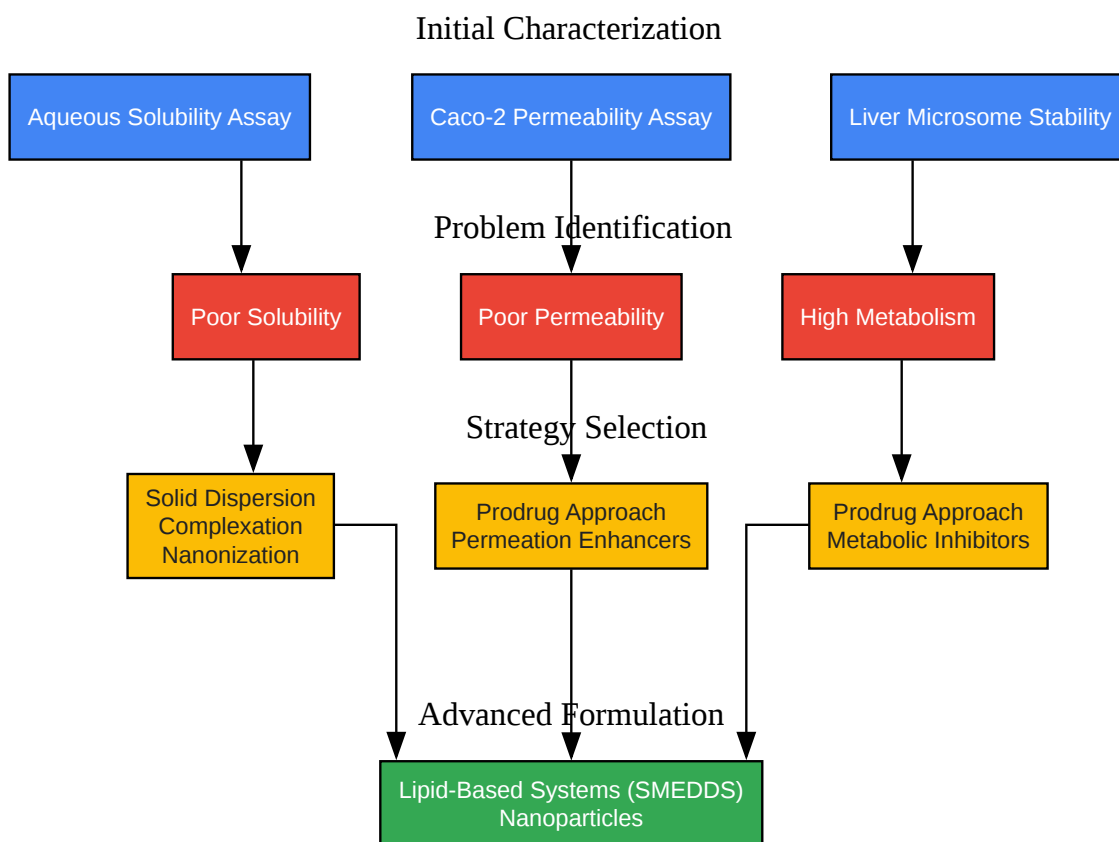 Initial Characterization
Aqueous Solubility Assay
Caco-2 Permeability Assay
Liver Microsome Stability
Problem Identification
Poor Solubility
Poor Permeability
High Metabolism
Strategy Selection
Solid Dispersion
Complexation
Nanonization
Prodrug Approach
Permeation Enhancers
Prodrug Approach
Metabolic Inhibitors
Advanced Formulation
Lipid-Based Systems (SMEDDS)
Nanoparticles